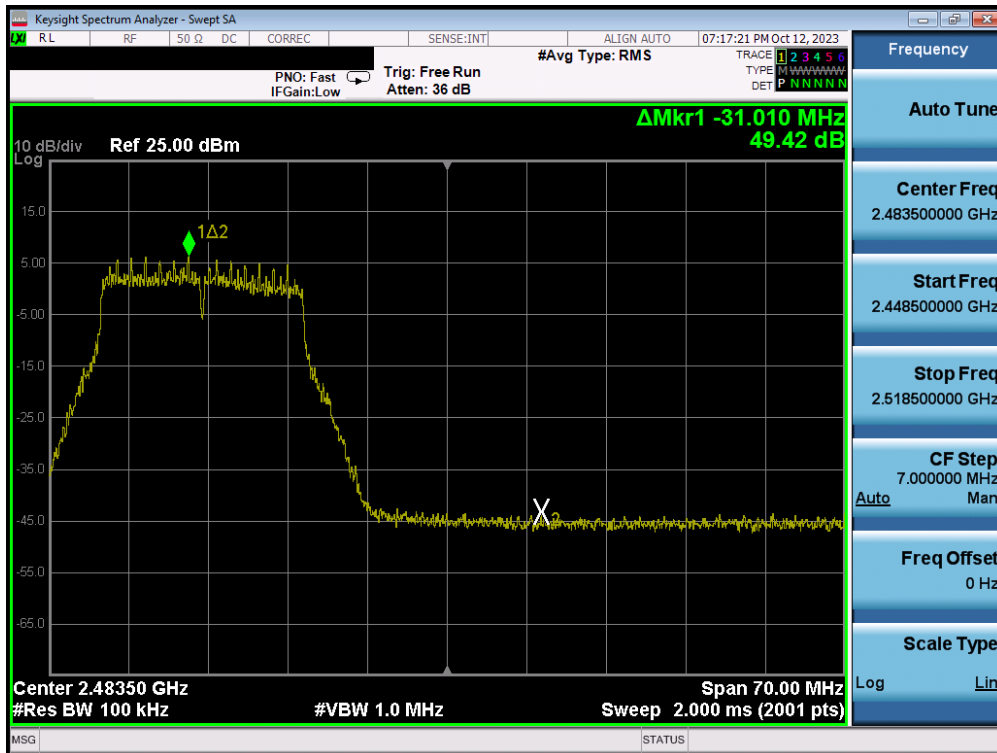 Keysight Spectrum Analyzer - Swept SA
LXI RL RF 50 Ω DC CORREC SENSE:INT ALIGN AUTO 07:17:21 PM Oct 12, 2023
#Avg Type: RMS
TRACE 1 2 3 4 5 6
TYPE M WWWWW
DET P N N N N N
PNO: Fast
IFGain:Low
Trig: Free Run
Atten: 36 dB
ΔMkr1 -31.010 MHz
49.42 dB
10 dB/div
Log
Ref 25.00 dBm
15.0
5.00
-5.00
-15.0
-25.0
-35.0
-45.0
-55.0
-65.0
1Δ2
X2
Center 2.48350 GHz
Span 70.00 MHz
#Res BW 100 kHz
#VBW 1.0 MHz
Sweep 2.000 ms (2001 pts)
MSG
STATUS
Frequency
Auto Tune
Center Freq
2.483500000 GHz
Start Freq
2.448500000 GHz
Stop Freq
2.518500000 GHz
CF Step
7.000000 MHz
Auto Man
Freq Offset
0 Hz
Scale Type
Log Lin